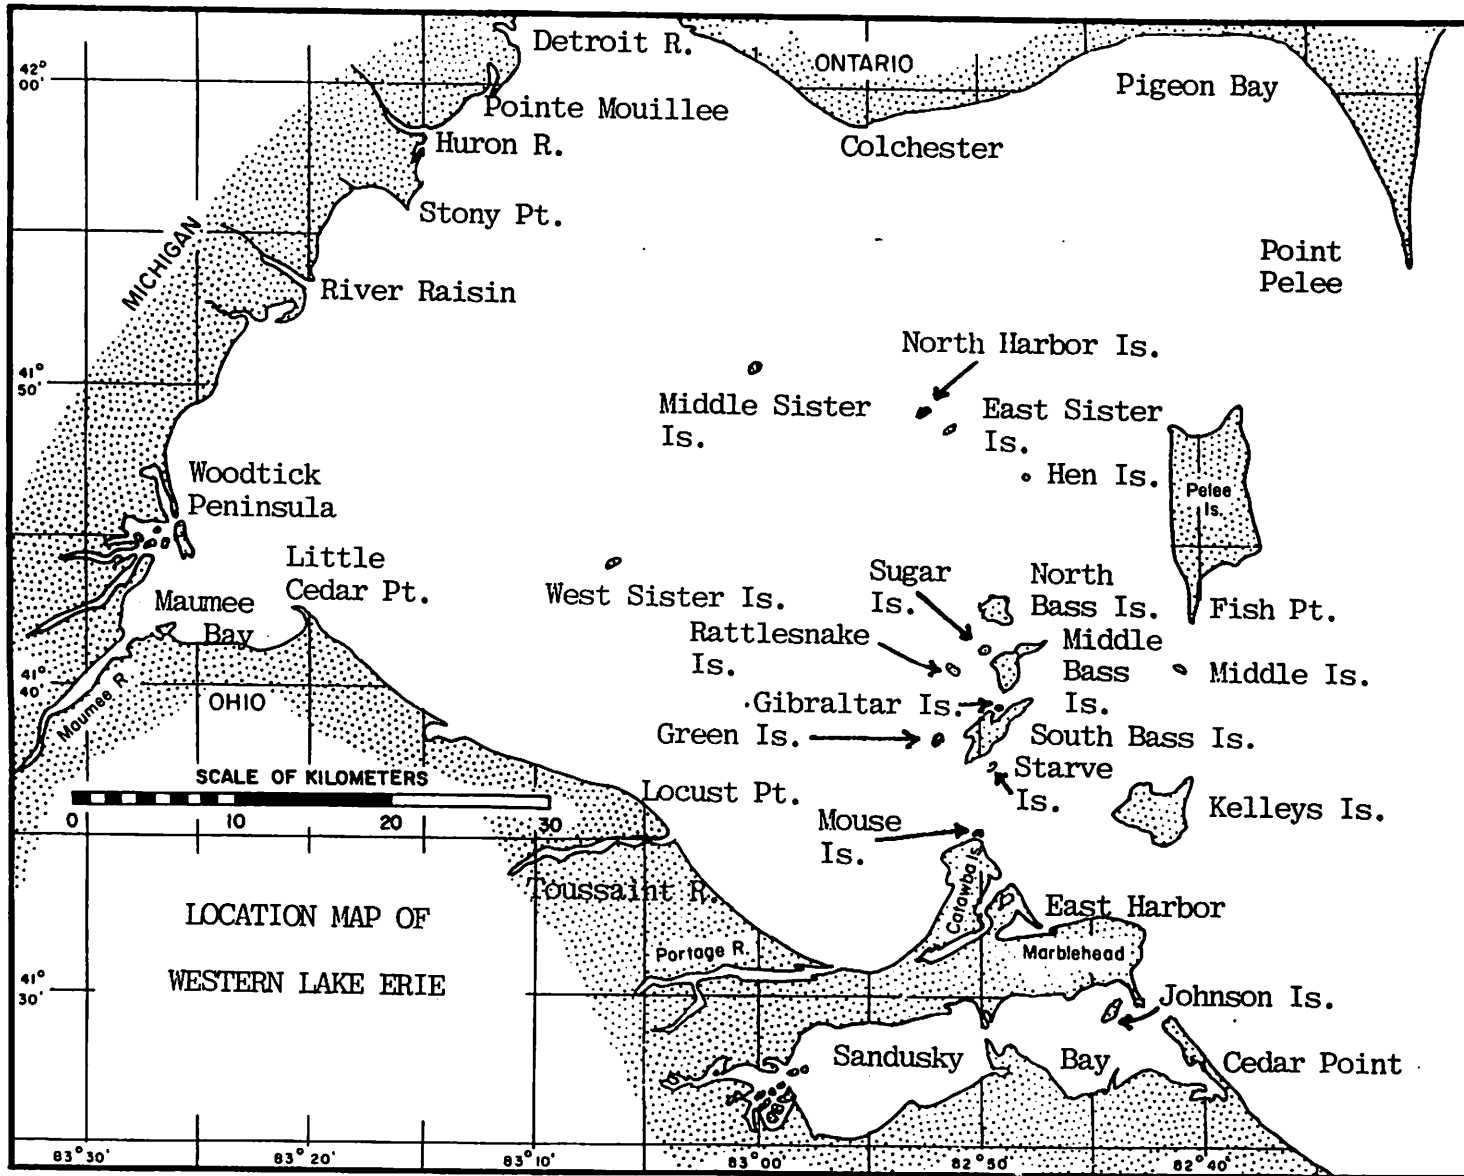 Detroit R.
ONTARIO
42°
00'
Pigeon Bay
Pointe Mouillee
Huron R.
Colchester
Stony Pt.
MICHIGAN
Point
Pelee
River Raisin
North Harbor Is.
41°
50'
Middle Sister
Is.
East Sister
Is.
Hen Is.
Woodtick
Peninsula
Pelee
Is.
Little
Cedar Pt.
Sugar
Is.
North
Bass Is.
West Sister Is.
Fish Pt.
Maumee
Bay
Rattlesnake
Is.
Middle
Bass
Is.
Middle Is.
41°
40'
Maumee R.
OHIO
Gibraltar Is.
Green Is.
South Bass Is.
Starve
Is.
SCALE OF KILOMETERS
0 10 20 30
Locust Pt.
Kelleys Is.
Mouse
Is.
Catawba Is.
Toussaint R.
LOCATION MAP OF
WESTERN LAKE ERIE
East Harbor
Portage R.
Marblehead
41°
30'
Johnson Is.
Sandusky Bay
Cedar Point
83°30' 83°20' 83°10' 83°00' 82°50' 82°40'